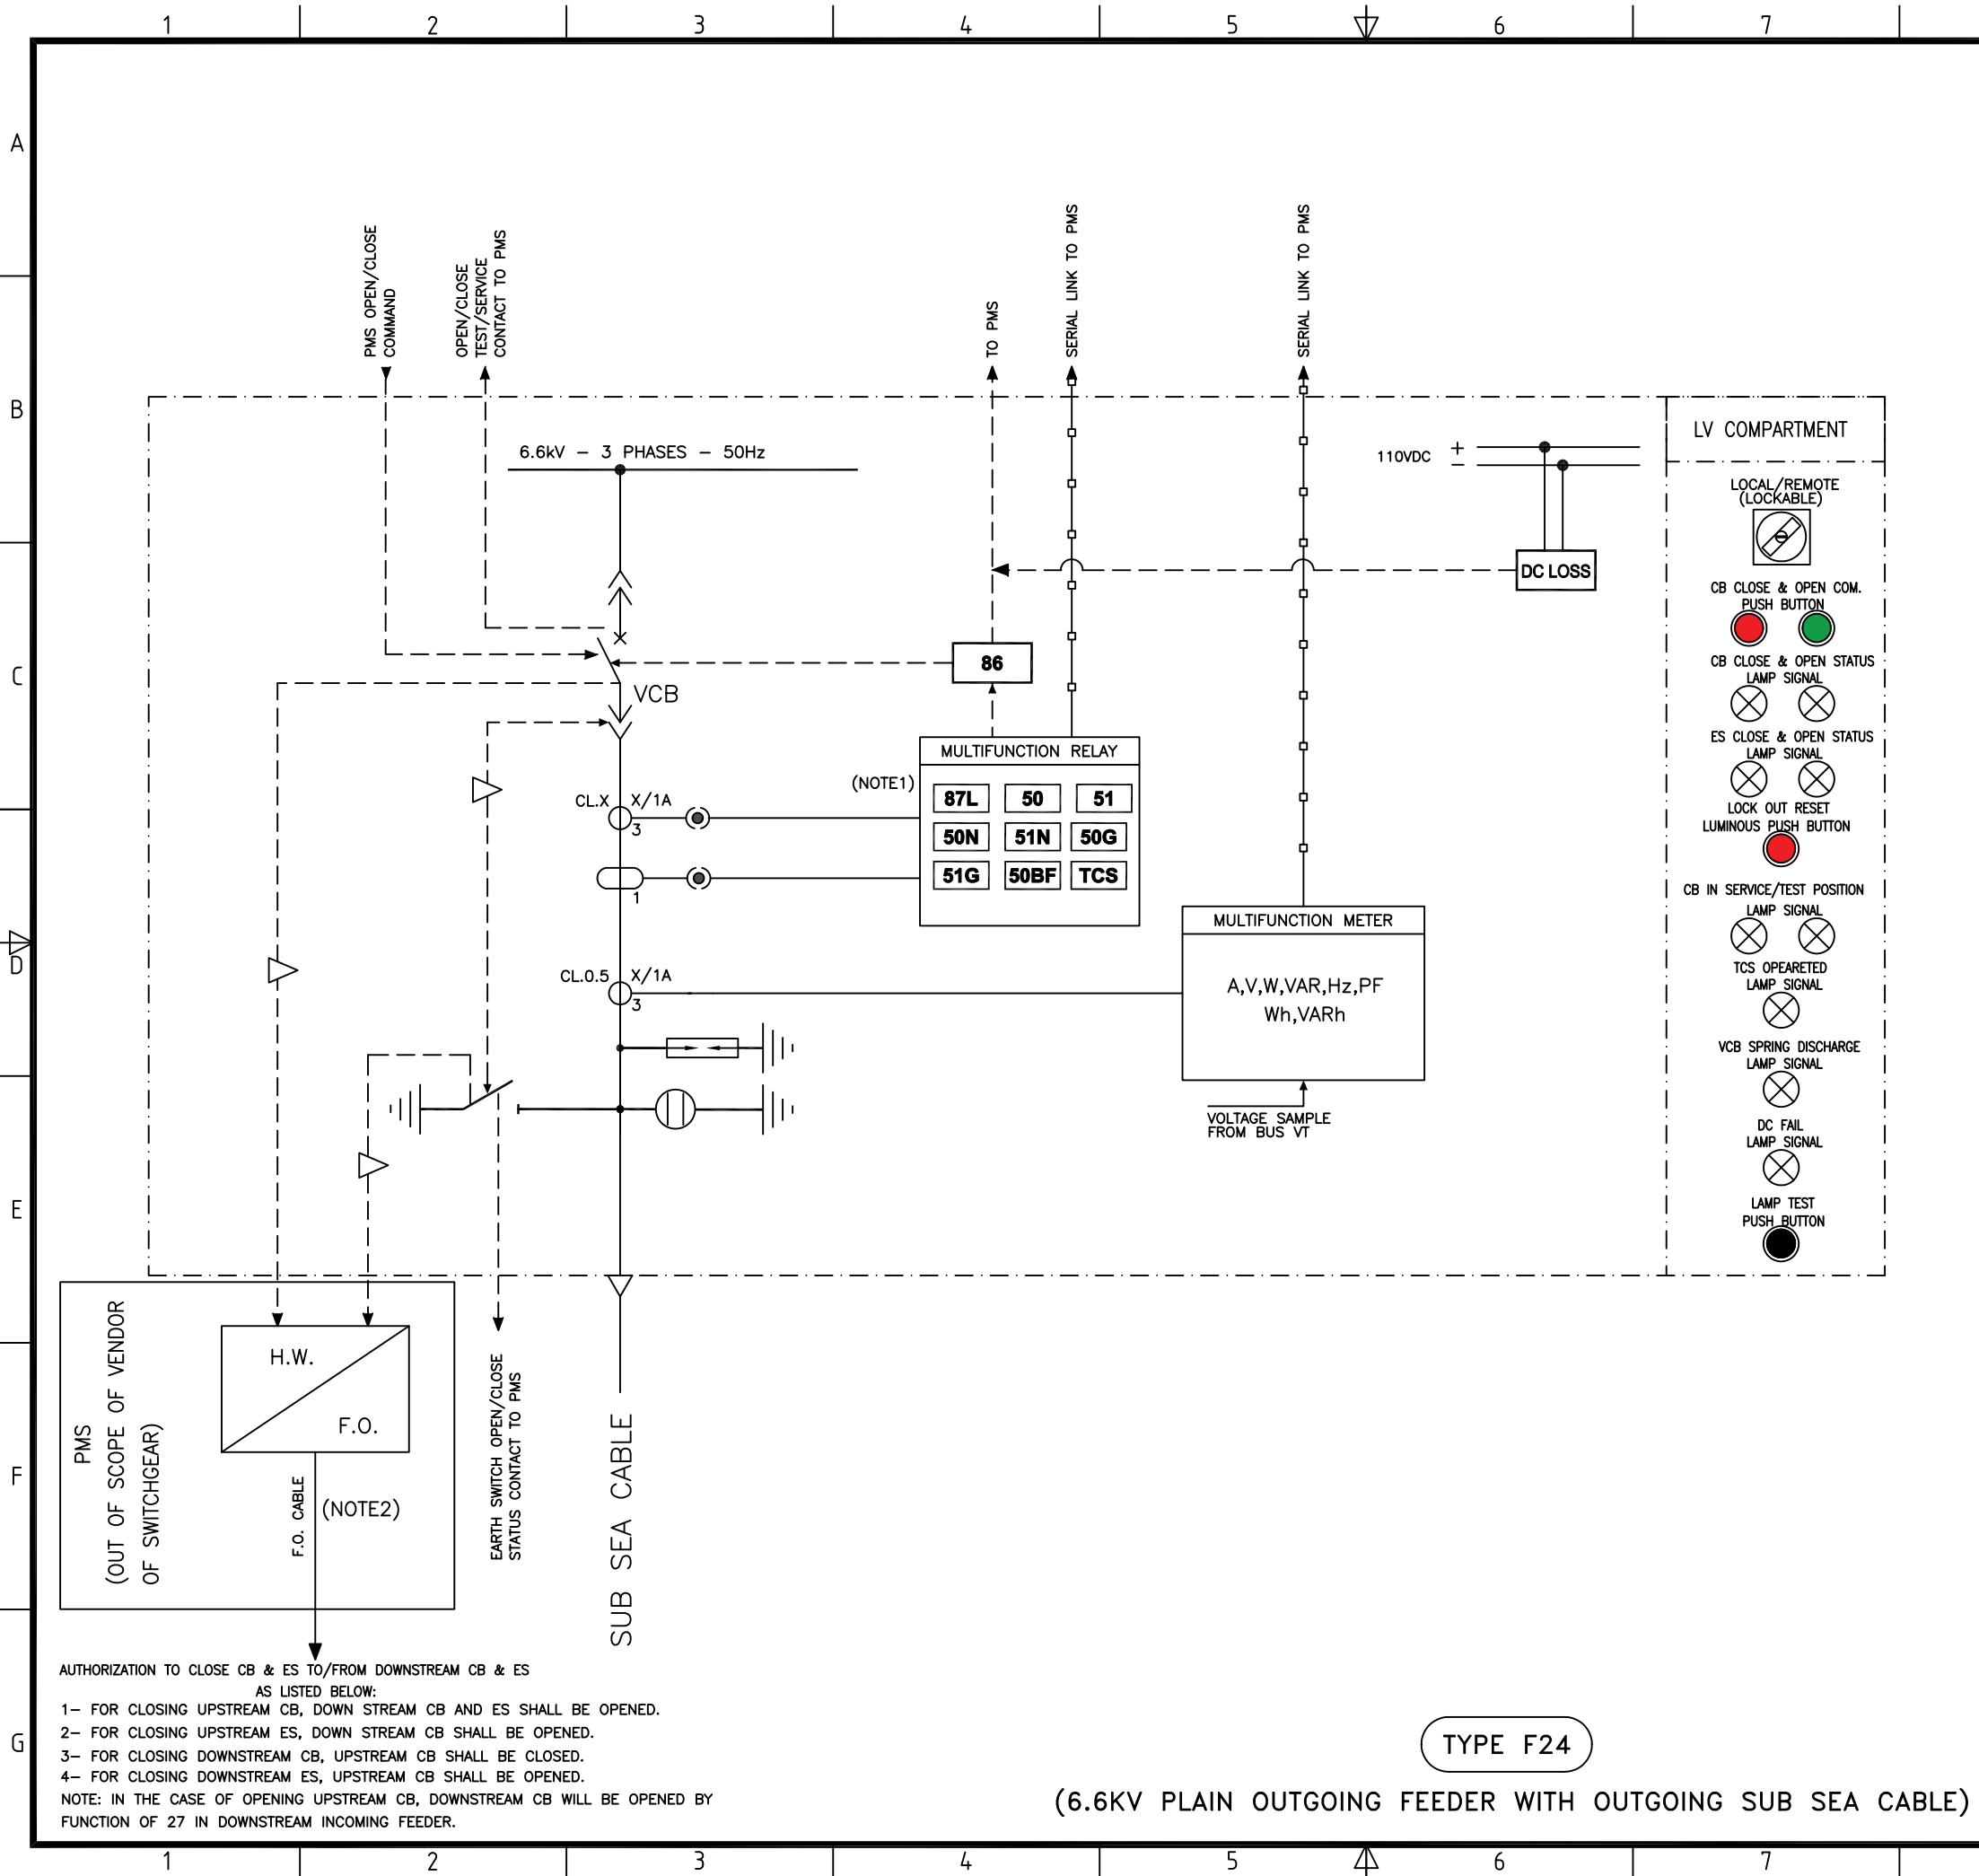 1 2 3 4 5 6 7
A
B
C
D
E
F
G
PMS OPEN/CLOSE
COMMAND
OPEN/CLOSE
TEST/SERVICE
CONTACT TO PMS
TO PMS
SERIAL LINK TO PMS
SERIAL LINK TO PMS
6.6kV – 3 PHASES – 50Hz
110VDC
+
–
DC LOSS
86
VCB
MULTIFUNCTION RELAY
(NOTE1)
87L 50 51
50N 51N 50G
51G 50BF TCS
CL.X X/1A
3
1
CL.0.5 X/1A
3
MULTIFUNCTION METER
A,V,W,VAR,Hz,PF
Wh,VARh
VOLTAGE SAMPLE
FROM BUS VT
LV COMPARTMENT
LOCAL/REMOTE
(LOCKABLE)
CB CLOSE & OPEN COM.
PUSH BUTTON
CB CLOSE & OPEN STATUS
LAMP SIGNAL
ES CLOSE & OPEN STATUS
LAMP SIGNAL
LOCK OUT RESET
LUMINOUS PUSH BUTTON
CB IN SERVICE/TEST POSITION
LAMP SIGNAL
TCS OPEARETED
LAMP SIGNAL
VCB SPRING DISCHARGE
LAMP SIGNAL
DC FAIL
LAMP SIGNAL
LAMP TEST
PUSH BUTTON
PMS
(OUT OF SCOPE OF VENDOR
OF SWITCHGEAR)
H.W.
F.O.
F.O. CABLE
(NOTE2)
EARTH SWITCH OPEN/CLOSE
STATUS CONTACT TO PMS
SUB SEA CABLE
AUTHORIZATION TO CLOSE CB & ES TO/FROM DOWNSTREAM CB & ES
AS LISTED BELOW:
1– FOR CLOSING UPSTREAM CB, DOWN STREAM CB AND ES SHALL BE OPENED.
2– FOR CLOSING UPSTREAM ES, DOWN STREAM CB SHALL BE OPENED.
3– FOR CLOSING DOWNSTREAM CB, UPSTREAM CB SHALL BE CLOSED.
4– FOR CLOSING DOWNSTREAM ES, UPSTREAM CB SHALL BE OPENED.
NOTE: IN THE CASE OF OPENING UPSTREAM CB, DOWNSTREAM CB WILL BE OPENED BY
FUNCTION OF 27 IN DOWNSTREAM INCOMING FEEDER.
TYPE F24
(6.6KV PLAIN OUTGOING FEEDER WITH OUTGOING SUB SEA CABLE)
1 2 3 4 5 6 7